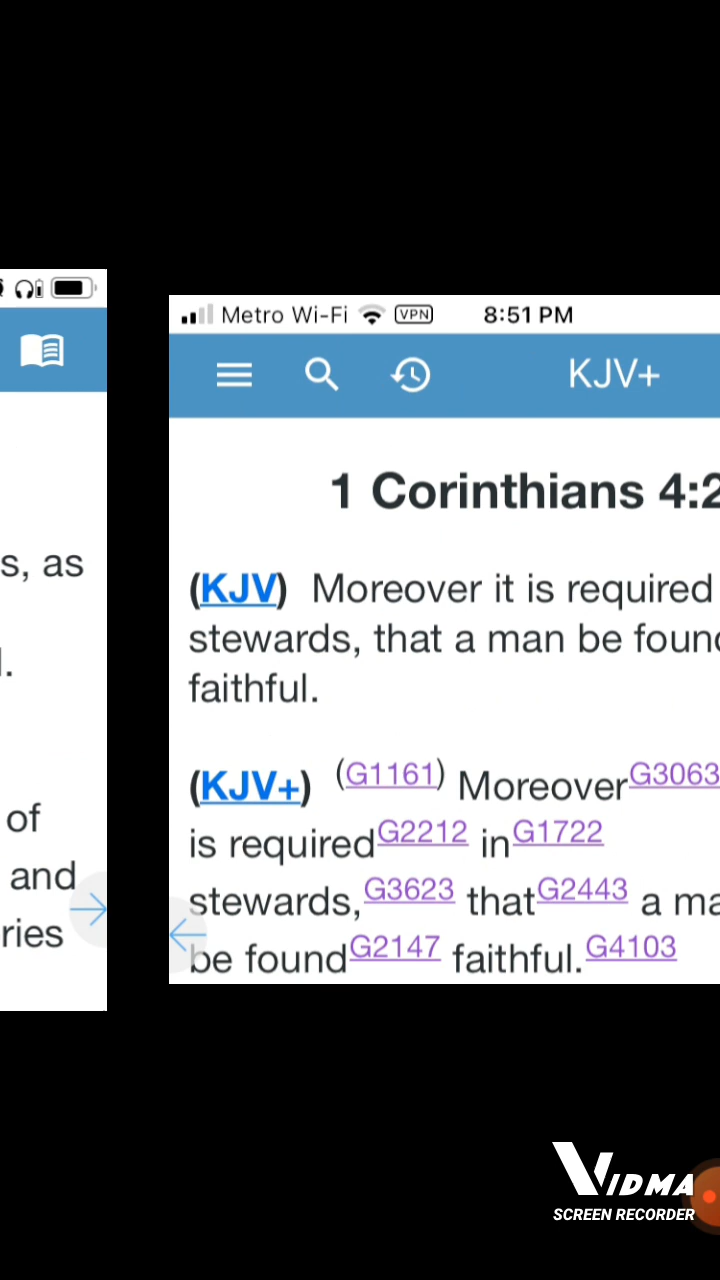 s, as
of
and
ries
Metro Wi-Fi VPN 8:51 PM
KJV+
1 Corinthians 4:2
(KJV) Moreover it is required
stewards, that a man be found
faithful.
(KJV+) (G1161) Moreover G3063
is required G2212 in G1722
stewards, G3623 that G2443 a ma
be found G2147 faithful. G4103
VIDMA
SCREEN RECORDER